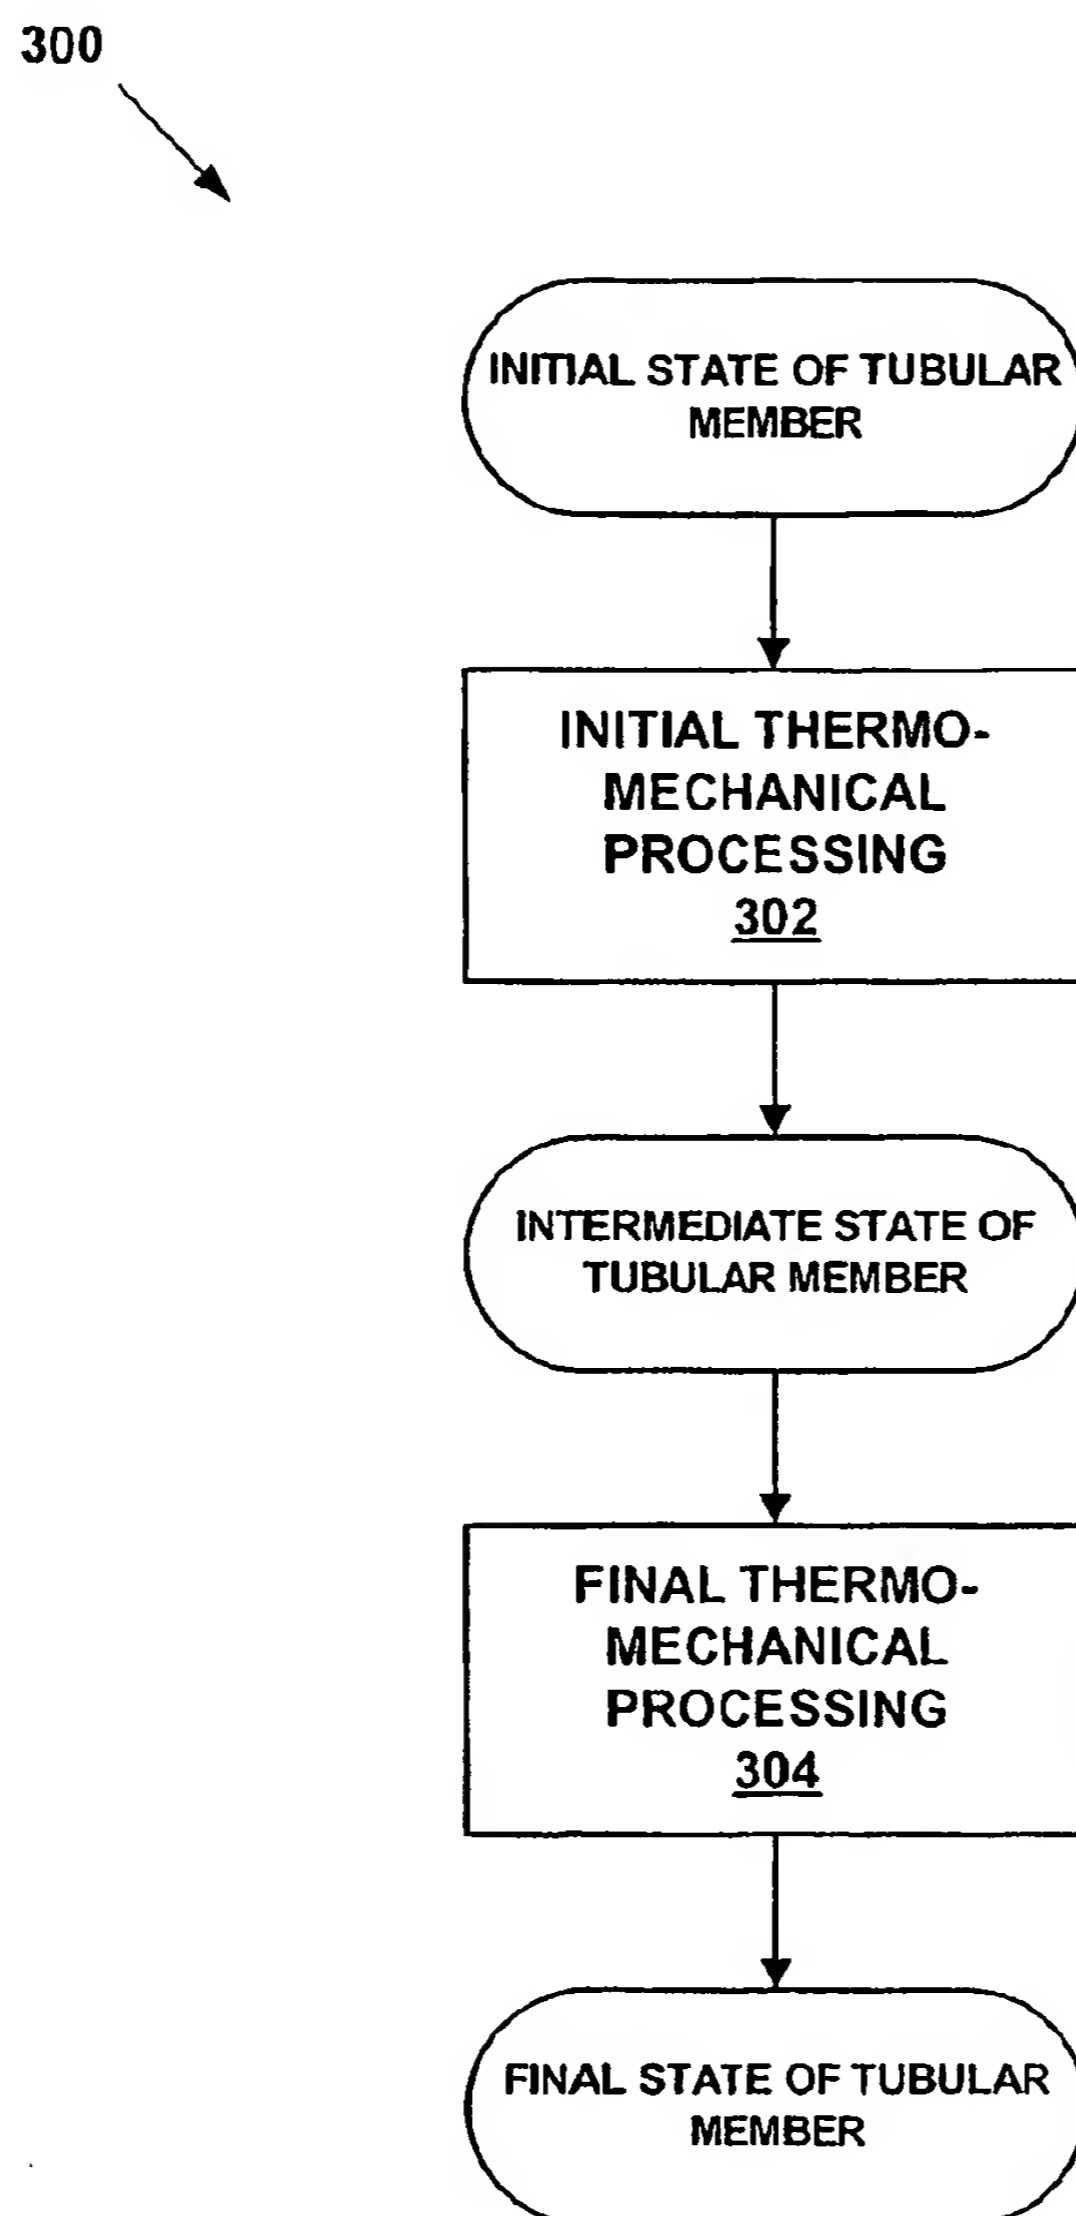 300
INITIAL STATE OF TUBULAR
MEMBER
INITIAL THERMO-
MECHANICAL
PROCESSING
302
INTERMEDIATE STATE OF
TUBULAR MEMBER
FINAL THERMO-
MECHANICAL
PROCESSING
304
FINAL STATE OF TUBULAR
MEMBER